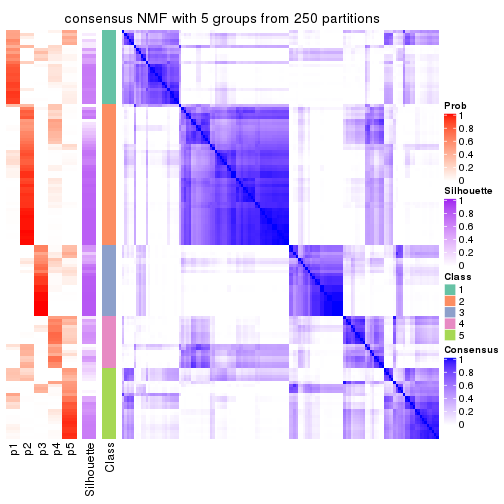 consensus NMF with 5 groups from 250 partitions
Prob
1
0.8
0.6
0.4
0.2
0
Silhouette
1
0.8
0.6
0.4
0.2
0
Class
1
2
3
4
5
Consensus
1
0.8
0.6
0.4
0.2
0
p1
p2
p3
p4
p5
Silhouette
Class